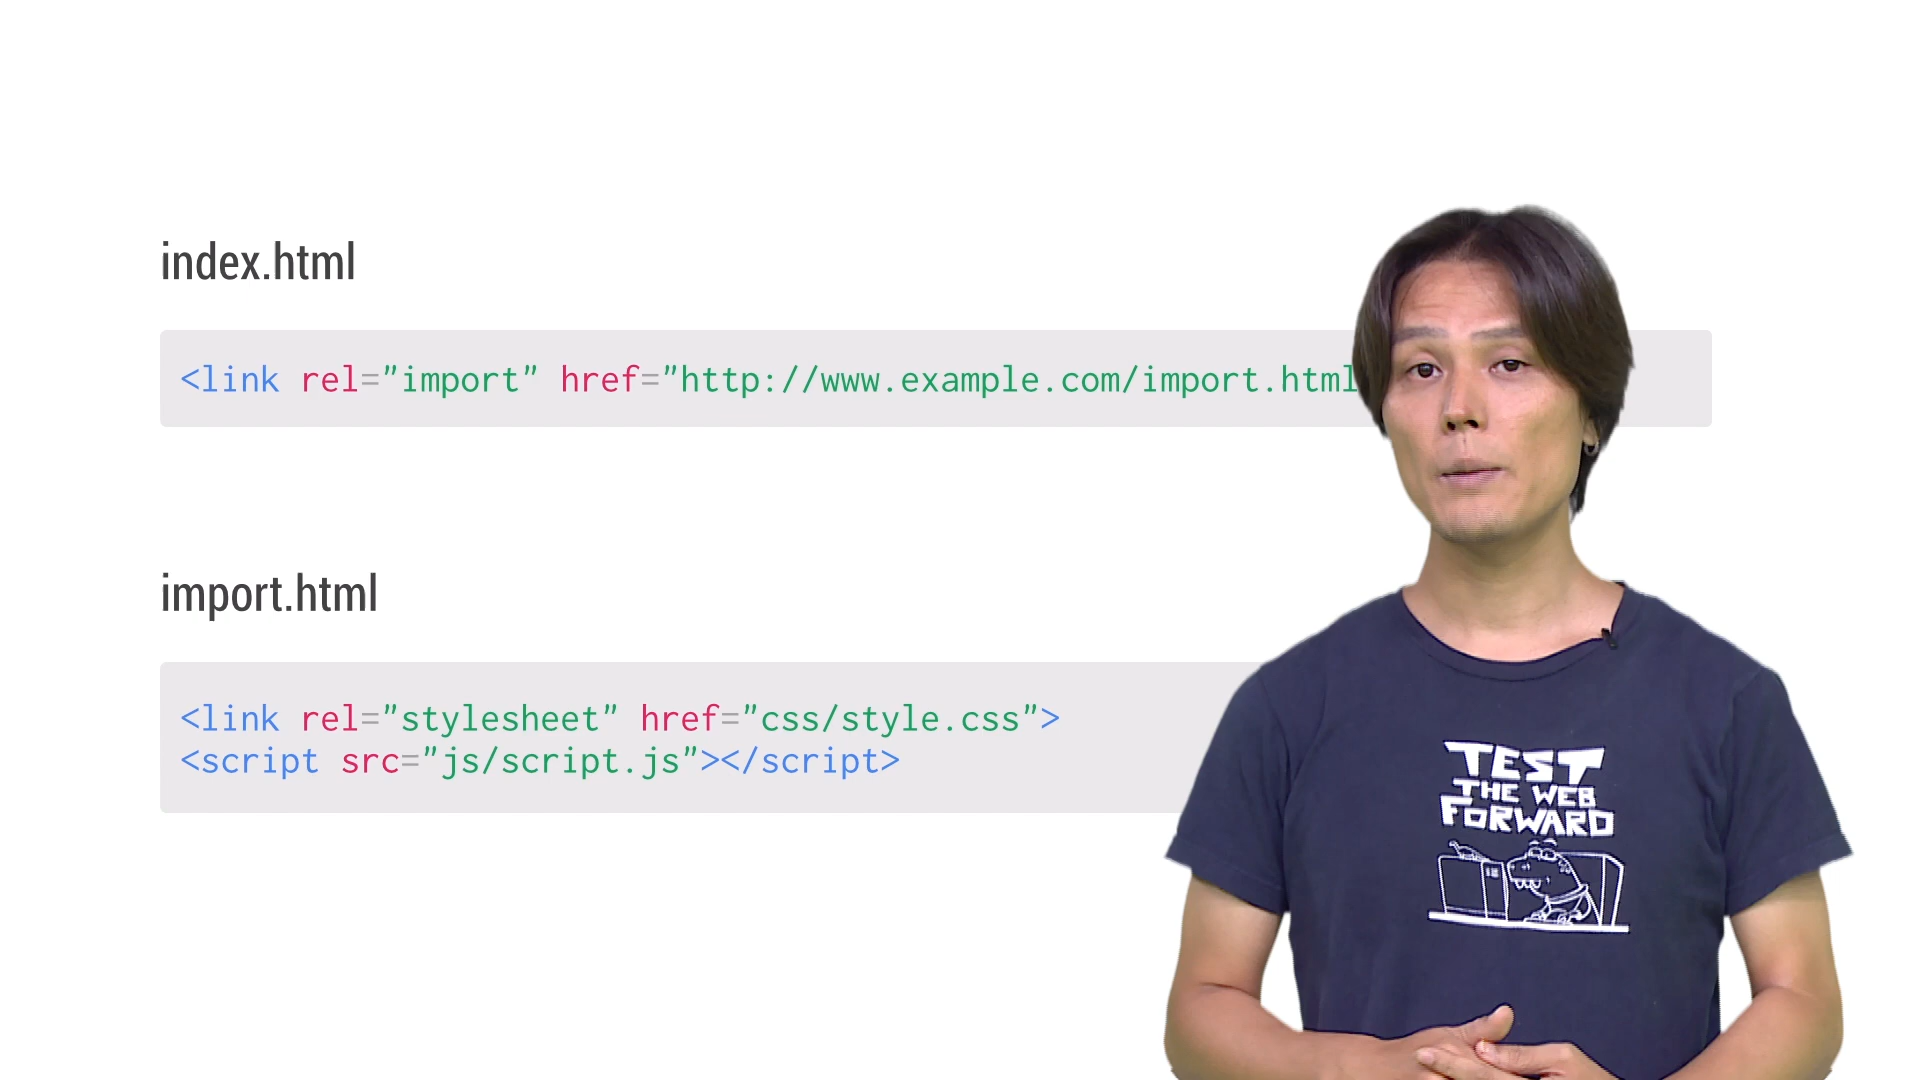 index.html
<link rel="import" href="http://www.example.com/import.html
import.html
<link rel="stylesheet" href="css/style.css">
<script src="js/script.js"></script>
TEST
THE WEB
FORWARD